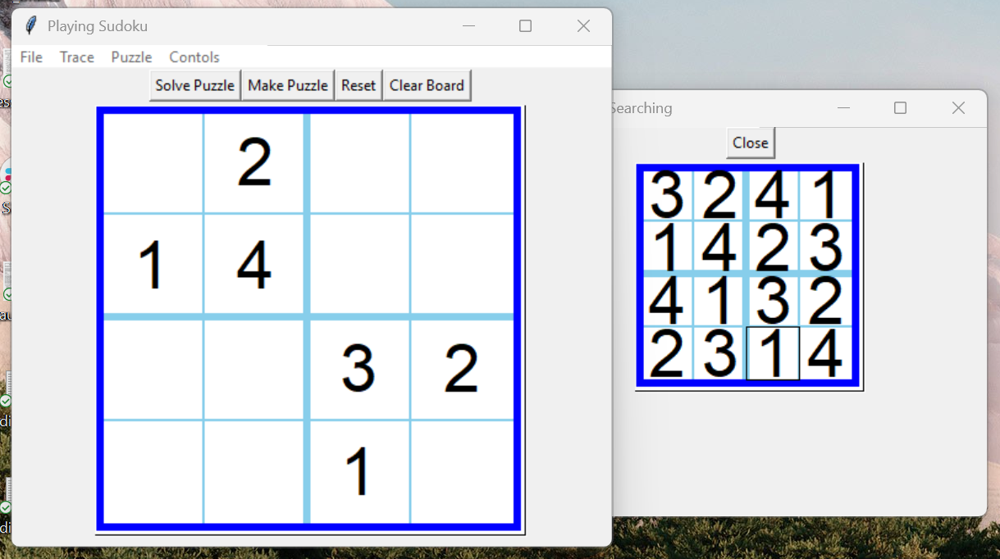 Playing Sudoku
File Trace Puzzle Contols
Solve Puzzle Make Puzzle Reset Clear Board
2
1 4
3 2
1
Searching
Close
3 2 4 1
1 4 2 3
4 1 3 2
2 3 1 4